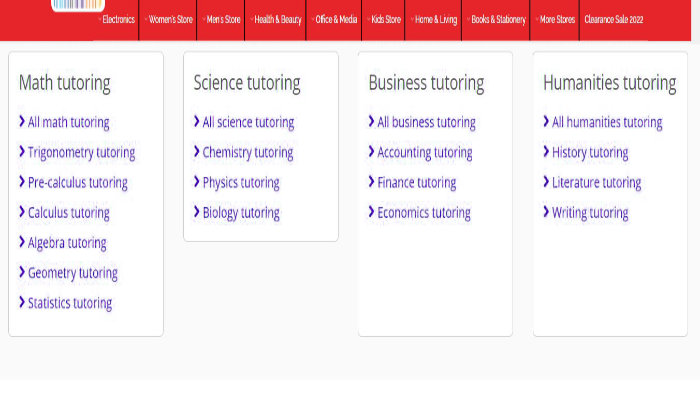 Electronics Women's Store Men's Store Health & Beauty Office & Media Kids Store Home & Living Books & Stationery More Stores Clearance Sale 2022
Math tutoring
All math tutoring
Trigonometry tutoring
Pre-calculus tutoring
Calculus tutoring
Algebra tutoring
Geometry tutoring
Statistics tutoring
Science tutoring
All science tutoring
Chemistry tutoring
Physics tutoring
Biology tutoring
Business tutoring
All business tutoring
Accounting tutoring
Finance tutoring
Economics tutoring
Humanities tutoring
All humanities tutoring
History tutoring
Literature tutoring
Writing tutoring